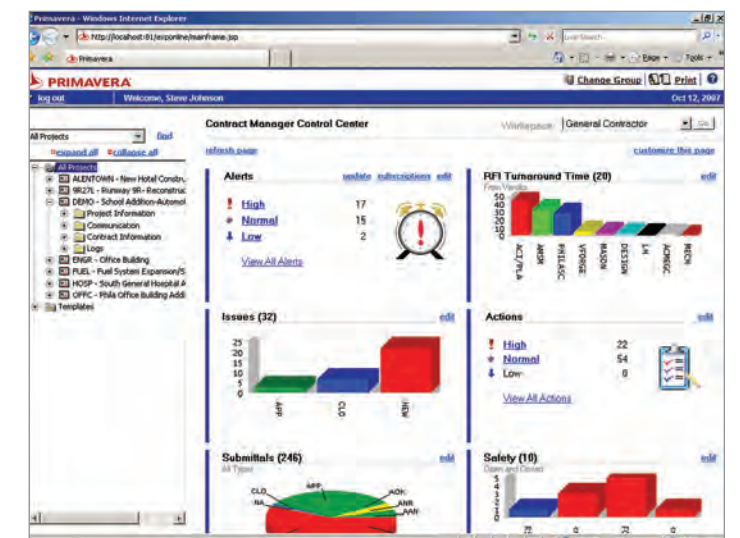 Primavera - Windows Internet Explorer
http://localhost:81/exponline/mainframe.jsp
Live Search
Primavera
Page
Tools
PRIMAVERA
Change Group
Print
log out
Welcome, Steve Johnson
Oct 12, 2007
All Projects
find
expand all
collapse all
All Projects
ALENTOWN - New Hotel Constru
9R27L - Runway 9R - Reconstruc
DEMO - School Addition-Automol
Project Information
Communication
Contract Information
Logs
ENGR - Office Building
FUEL - Fuel System Expansion/S
HOSP - South General Hospital A
OFFC - Phila Office Building Addi
Templates
Contract Manager Control Center
Workspace
General Contractor
Go
refresh page
customize this page
Alerts
update
subscriptions
edit
High 17
Normal 15
Low 2
View All Alerts
RFI Turnaround Time (20)
edit
From Vendor
50
40
30
20
10
0
ACI/PLA
AMSM
PHILASC
VFORGE
MASON
DESIGN
LH
ACMEGC
MECH
Issues (32)
edit
25
20
15
10
5
0
APP
CLO
NEW
Actions
edit
High 22
Normal 54
Low 0
View All Actions
Submittals (246)
edit
All Types
CLO
NA
APP
AOK
ANR
AAN
Safety (10)
edit
Open and Closed
5
4
3
2
1
0